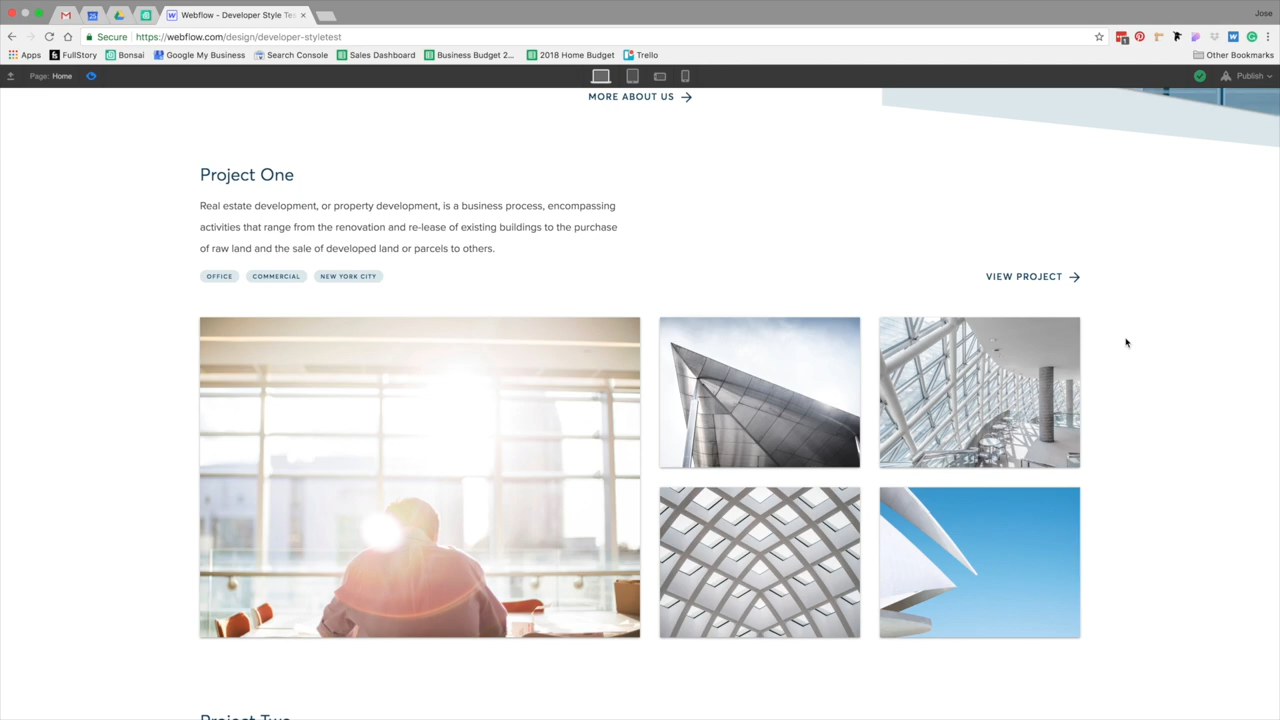 Webflow - Developer Style Tes
Jose
Secure https://webflow.com/design/developer-styletest
Apps FullStory Bonsai Google My Business Search Console Sales Dashboard Business Budget 2... 2018 Home Budget Trello Other Bookmarks
Page: Home Publish
MORE ABOUT US
Project One
Real estate development, or property development, is a business process, encompassing
activities that range from the renovation and re-lease of existing buildings to the purchase
of raw land and the sale of developed land or parcels to others.
OFFICE COMMERCIAL NEW YORK CITY
VIEW PROJECT
Project Two